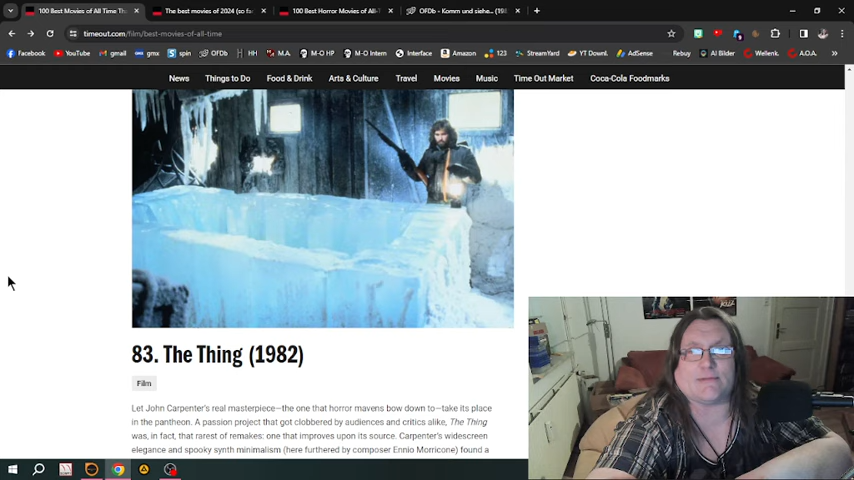 100 Best Movies of All Time Th
The best movies of 2024 (so fa
100 Best Horror Movies of All-T
OFDb - Komm und siehe... (19
timeout.com/film/best-movies-of-all-time
Facebook YouTube gmail gmx spin OFDb HH M.A. M-O HP M-O Intern Interface Amazon 123 StreamYard YT Downl. AdSense Rebuy AI Bilder Wellenk. A.O.A.
News Things to Do Food & Drink Arts & Culture Travel Movies Music Time Out Market Coca-Cola Foodmarks
83. The Thing (1982)
Film
Let John Carpenter's real masterpiece—the one that horror mavens bow down to—take its place
in the pantheon. A passion project that got clobbered by audiences and critics alike, The Thing
was, in fact, that rarest of remakes: one that improves upon its source. Carpenter's widescreen
elegance and spooky synth minimalism (here furthered by composer Ennio Morricone) found a